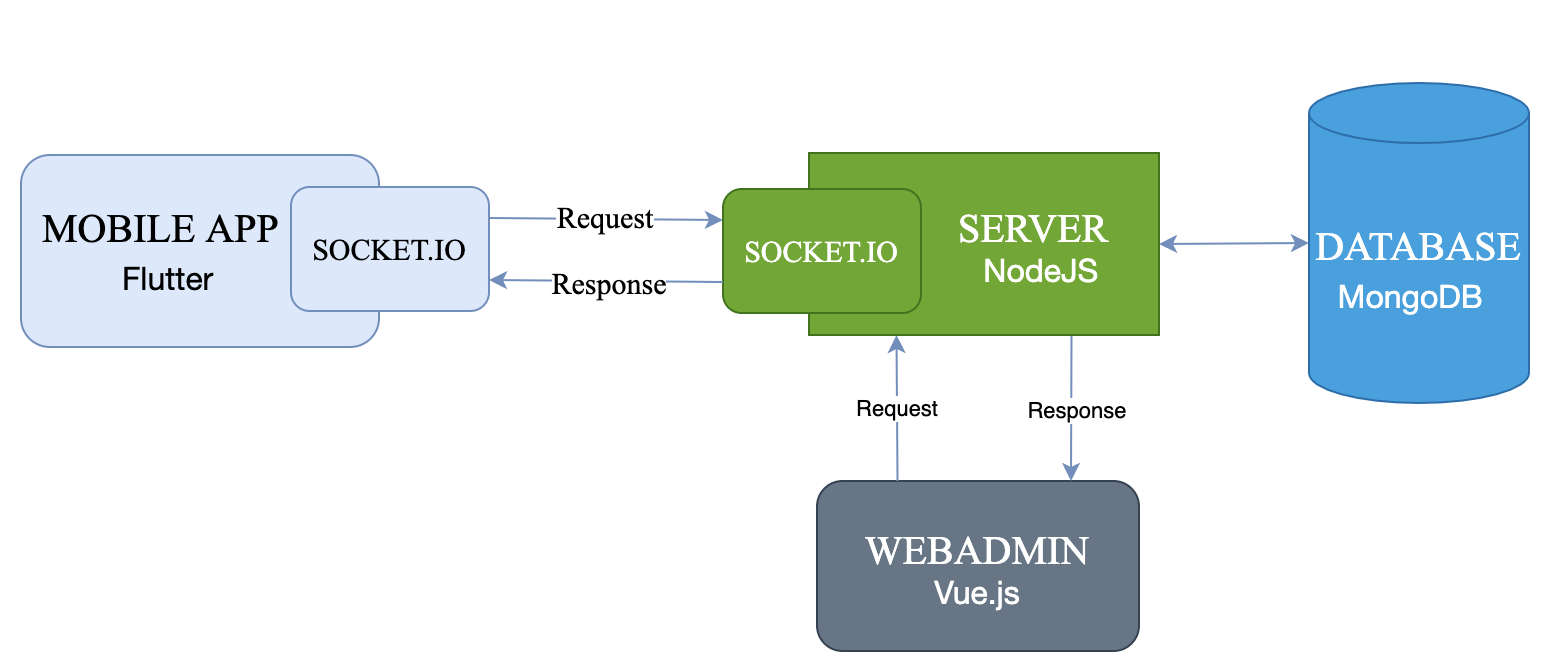 MOBILE APP
Flutter
SOCKET.IO
Request
Response
SOCKET.IO
SERVER
NodeJS
DATABASE
MongoDB
Request
Response
WEBADMIN
Vue.js